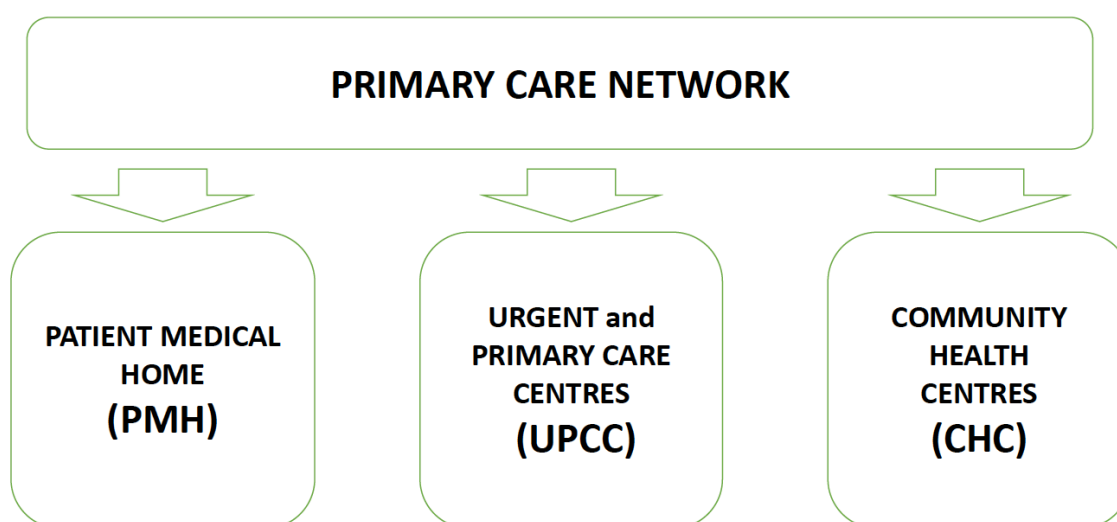 PRIMARY CARE NETWORK
PATIENT MEDICAL
HOME
(PMH)
URGENT and
PRIMARY CARE
CENTRES
(UPCC)
COMMUNITY
HEALTH
CENTRES
(CHC)